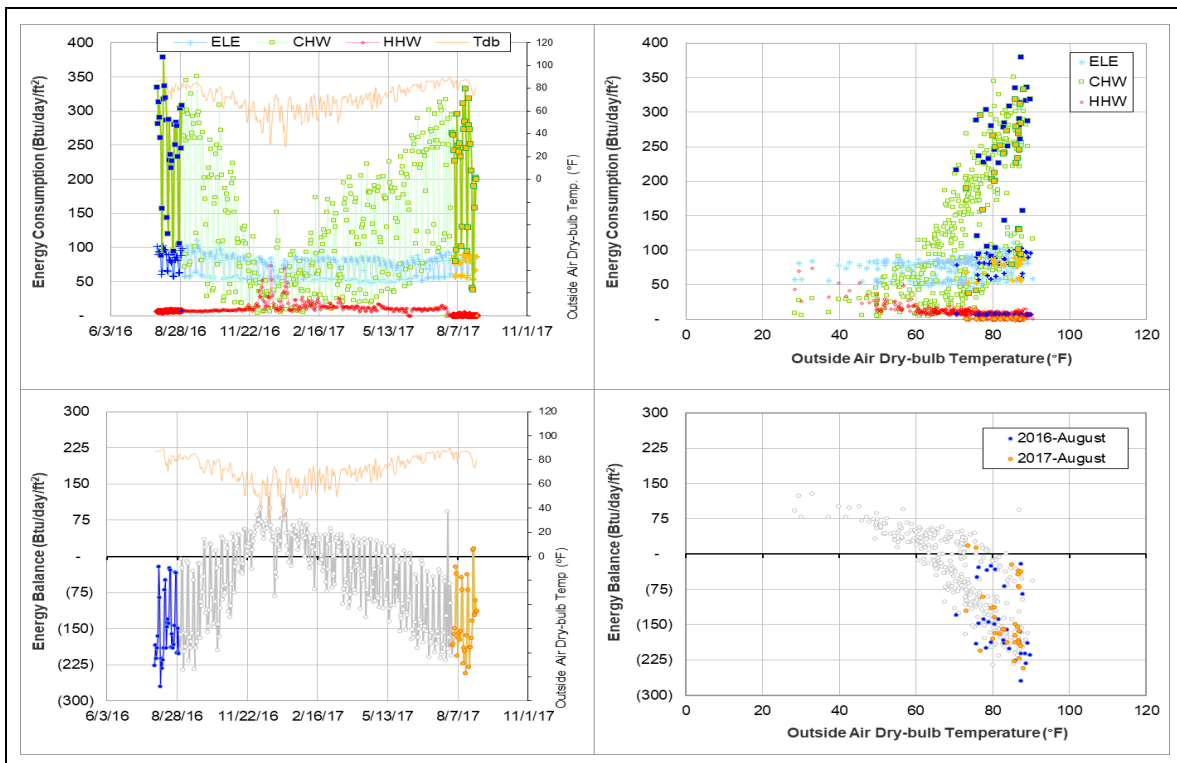 ELE CHW HHW Tdb
Energy Consumption (Btu/day/ft²)
400
350
300
250
200
150
100
50
-
120
100
80
60
40
20
0
Outside Air Dry-bulb Temp. (°F)
6/3/16 8/28/16 11/22/16 2/16/17 5/13/17 8/7/17 11/1/17
Energy Consumption (Btu/day/ft²)
400
350
300
250
200
150
100
50
-
ELE
CHW
HHW
0 20 40 60 80 100 120
Outside Air Dry-bulb Temperature (°F)
Energy Balance (Btu/day/ft²)
300
225
150
75
-
(75)
(150)
(225)
(300)
120
100
80
60
40
20
0
Outside Air Dry-bulb Temp (°F)
6/3/16 8/28/16 11/22/16 2/16/17 5/13/17 8/7/17 11/1/17
Energy Balance (Btu/day/ft²)
300
225
150
75
-
(75)
(150)
(225)
(300)
2016-August
2017-August
0 20 40 60 80 100 120
Outside Air Dry-bulb Temperature (°F)